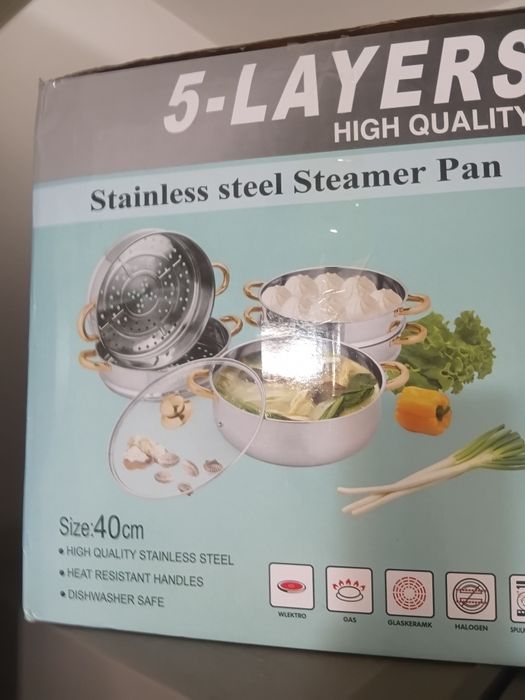 5-LAYERS
HIGH QUALITY
Stainless steel Steamer Pan
Size:40cm
• HIGH QUALITY STAINLESS STEEL
• HEAT RESISTANT HANDLES
• DISHWASHER SAFE
WLEKTRO
GAS
GLASKERAMK
HALOGEN